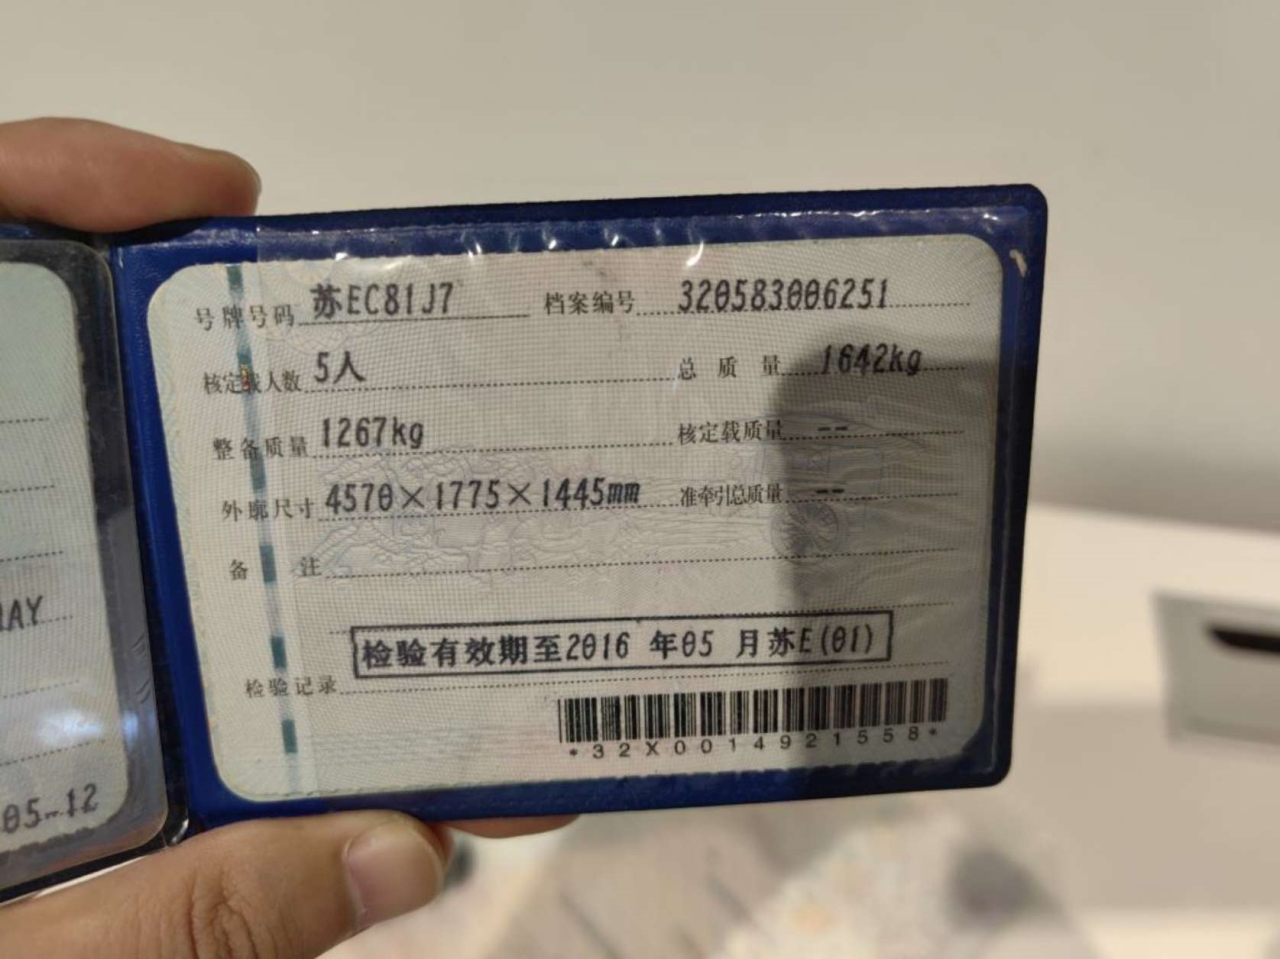 号牌号码 苏EC81J7 档案编号 320583006251
核定载人数 5人 总质量 1642kg
整备质量 1267kg 核定载质量 --
外廓尺寸 4570×1775×1445mm 准牵引总质量 --
备注
检验有效期至2016 年05 月苏E(01)
检验记录
*32X0014921558*
AY
05-12